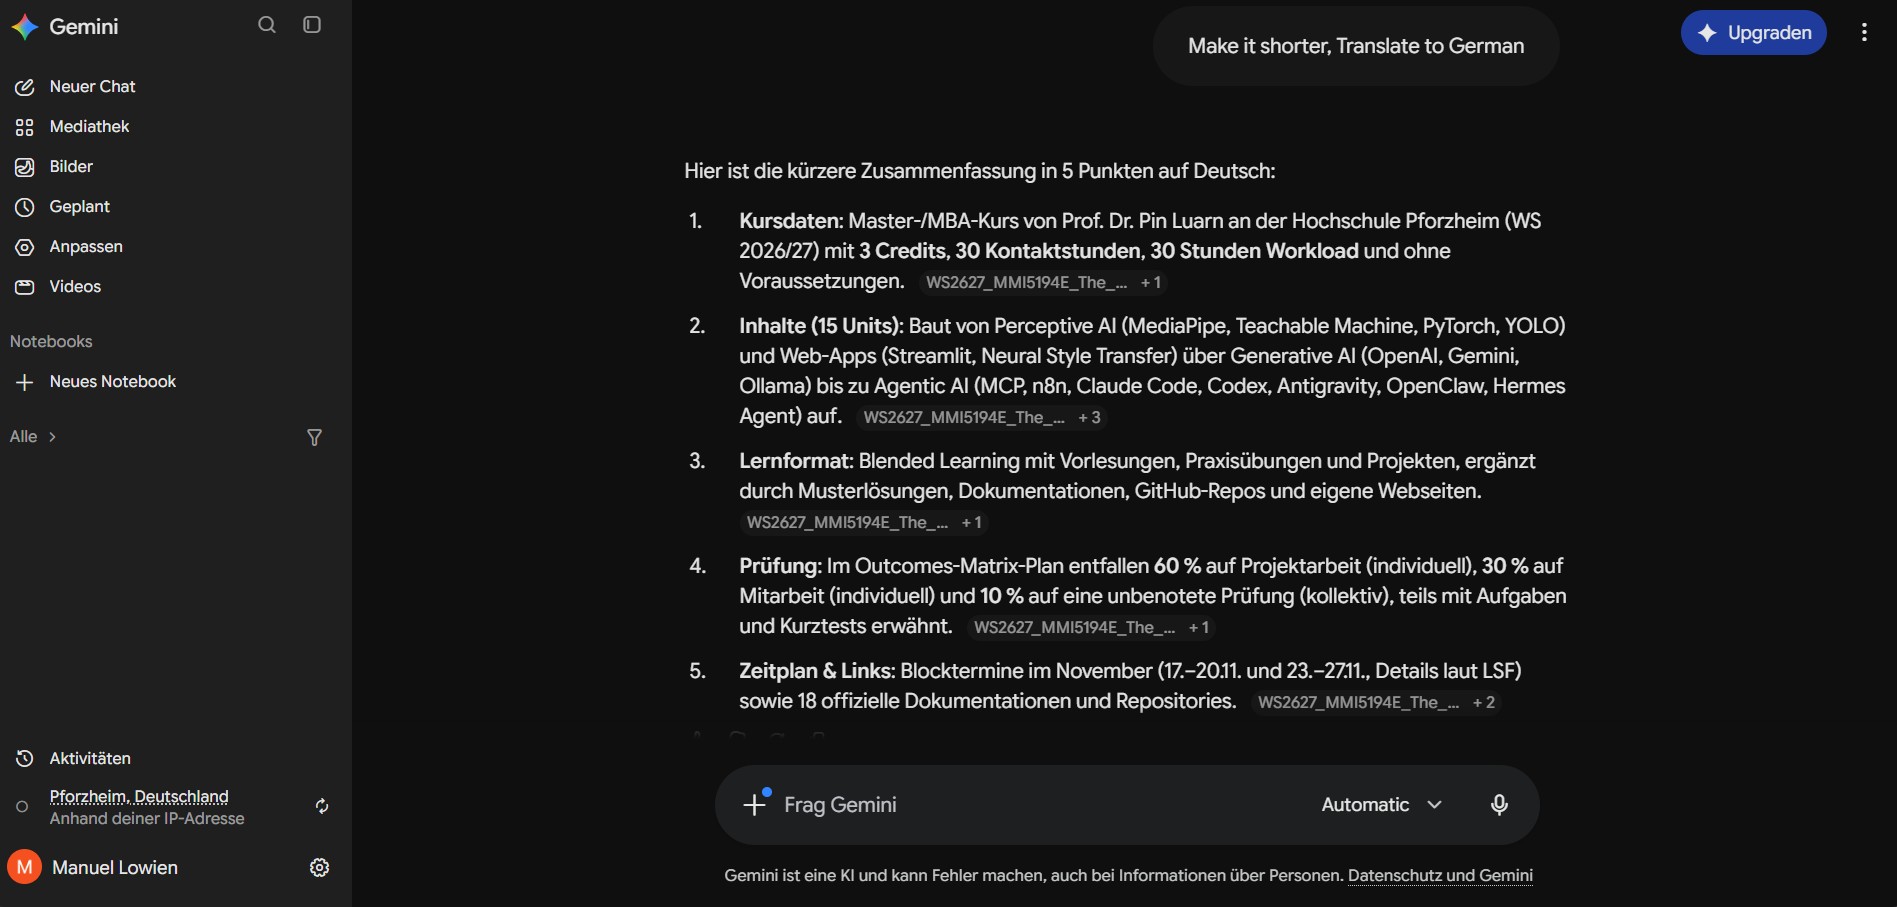 Gemini
Neuer Chat
Mediathek
Bilder
Geplant
Anpassen
Videos
Notebooks
Neues Notebook
Alle
Aktivitäten
Pforzheim, Deutschland
Anhand deiner IP-Adresse
M
Manuel Lowien
Make it shorter, Translate to German
Upgraden
Hier ist die kürzere Zusammenfassung in 5 Punkten auf Deutsch:
1. Kursdaten: Master-/MBA-Kurs von Prof. Dr. Pin Luarn an der Hochschule Pforzheim (WS
2026/27) mit 3 Credits, 30 Kontaktstunden, 30 Stunden Workload und ohne
Voraussetzungen. WS2627_MMI5194E_The_... + 1
2. Inhalte (15 Units): Baut von Perceptive AI (MediaPipe, Teachable Machine, PyTorch, YOLO)
und Web-Apps (Streamlit, Neural Style Transfer) über Generative AI (OpenAI, Gemini,
Ollama) bis zu Agentic AI (MCP, n8n, Claude Code, Codex, Antigravity, OpenClaw, Hermes
Agent) auf. WS2627_MMI5194E_The_... + 3
3. Lernformat: Blended Learning mit Vorlesungen, Praxisübungen und Projekten, ergänzt
durch Musterlösungen, Dokumentationen, GitHub-Repos und eigene Webseiten.
WS2627_MMI5194E_The_... + 1
4. Prüfung: Im Outcomes-Matrix-Plan entfallen 60 % auf Projektarbeit (individuell), 30 % auf
Mitarbeit (individuell) und 10 % auf eine unbenotete Prüfung (kollektiv), teils mit Aufgaben
und Kurztests erwähnt. WS2627_MMI5194E_The_... + 1
5. Zeitplan & Links: Blocktermine im November (17.–20.11. und 23.–27.11., Details laut LSF)
sowie 18 offizielle Dokumentationen und Repositories. WS2627_MMI5194E_The_... + 2
Frag Gemini
Automatic
Gemini ist eine KI und kann Fehler machen, auch bei Informationen über Personen. Datenschutz und Gemini